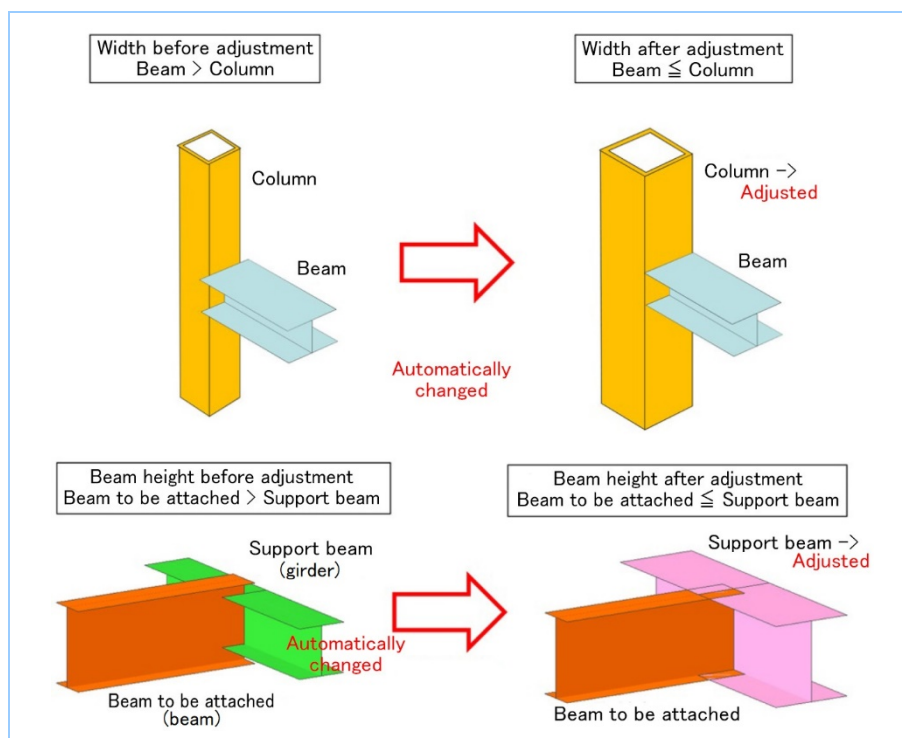 Width before adjustment
Beam > Column
Width after adjustment
Beam ≦ Column
Column
Column ->
Adjusted
Beam
Beam
Automatically
changed
Beam height before adjustment
Beam to be attached > Support beam
Beam height after adjustment
Beam to be attached ≦ Support beam
Support beam
(girder)
Support beam ->
Adjusted
Automatically
changed
Beam to be attached
(beam)
Beam to be attached